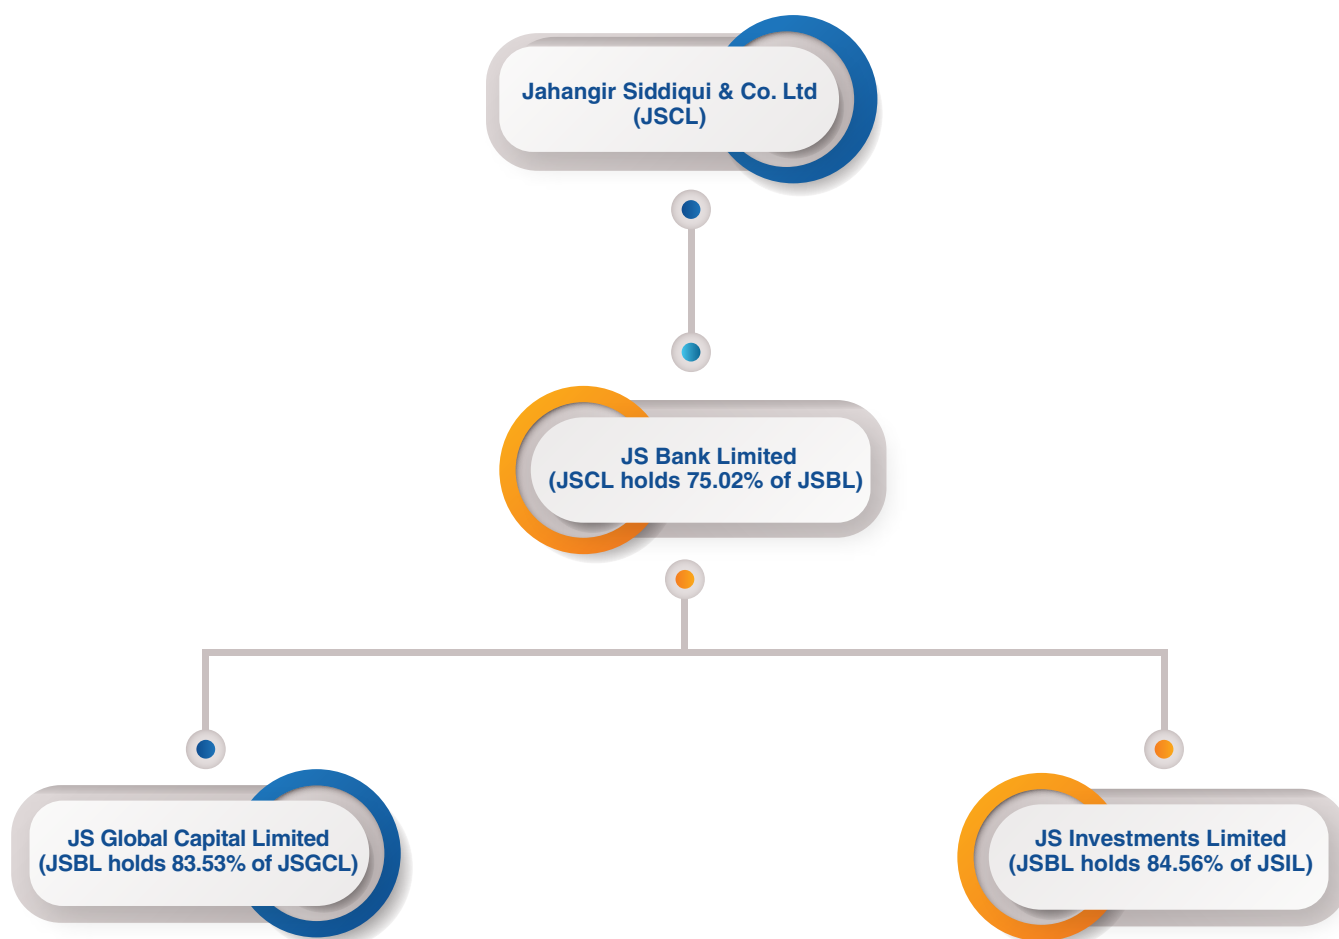 Jahangir Siddiqui & Co. Ltd
(JSCL)
JS Bank Limited
(JSCL holds 75.02% of JSBL)
JS Global Capital Limited
(JSBL holds 83.53% of JSGCL)
JS Investments Limited
(JSBL holds 84.56% of JSIL)